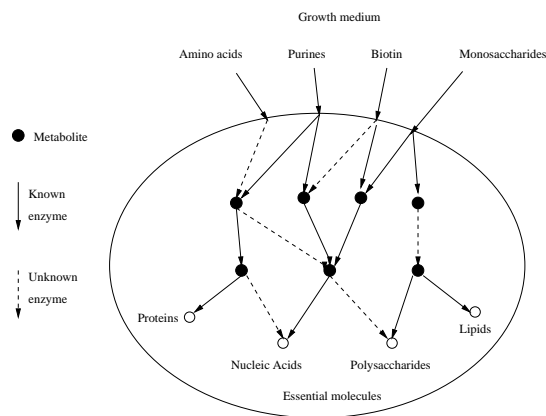 Growth medium
Amino acids
Purines
Biotin
Monosaccharides
Metabolite
Known
enzyme
Unknown
enzyme
Proteins
Lipids
Nucleic Acids
Polysaccharides
Essential molecules